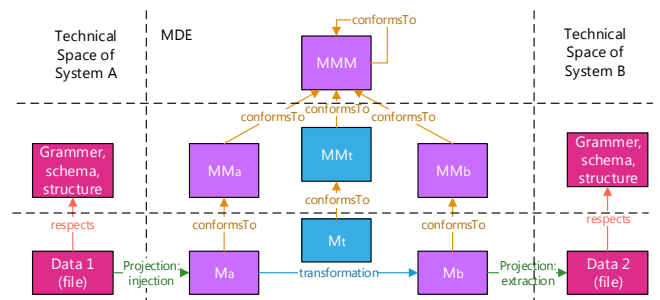 conformsTo
Technical
Space of
System A
MDE
Technical
Space of
System B
MMM
conformsTo
conformsTo
conformsTo
Grammer,
schema,
structure
MMa
MMt
MMb
Grammer,
schema,
structure
respects
conformsTo
conformsTo
conformsTo
respects
Mt
Data 1
(file)
Projection:
injection
Ma
transformation
Mb
Projection:
extraction
Data 2
(file)